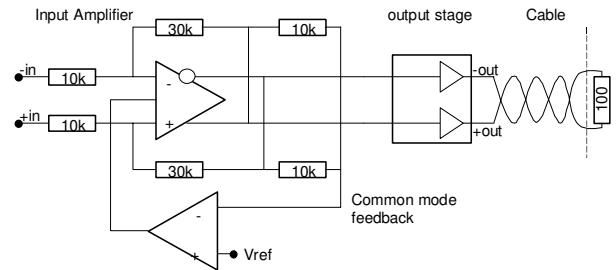 Input Amplifier
output stage
Cable
30k
10k
-in
10k
-
-out
+in
10k
+
+out
100
30k
10k
-
Common mode
feedback
+
Vref